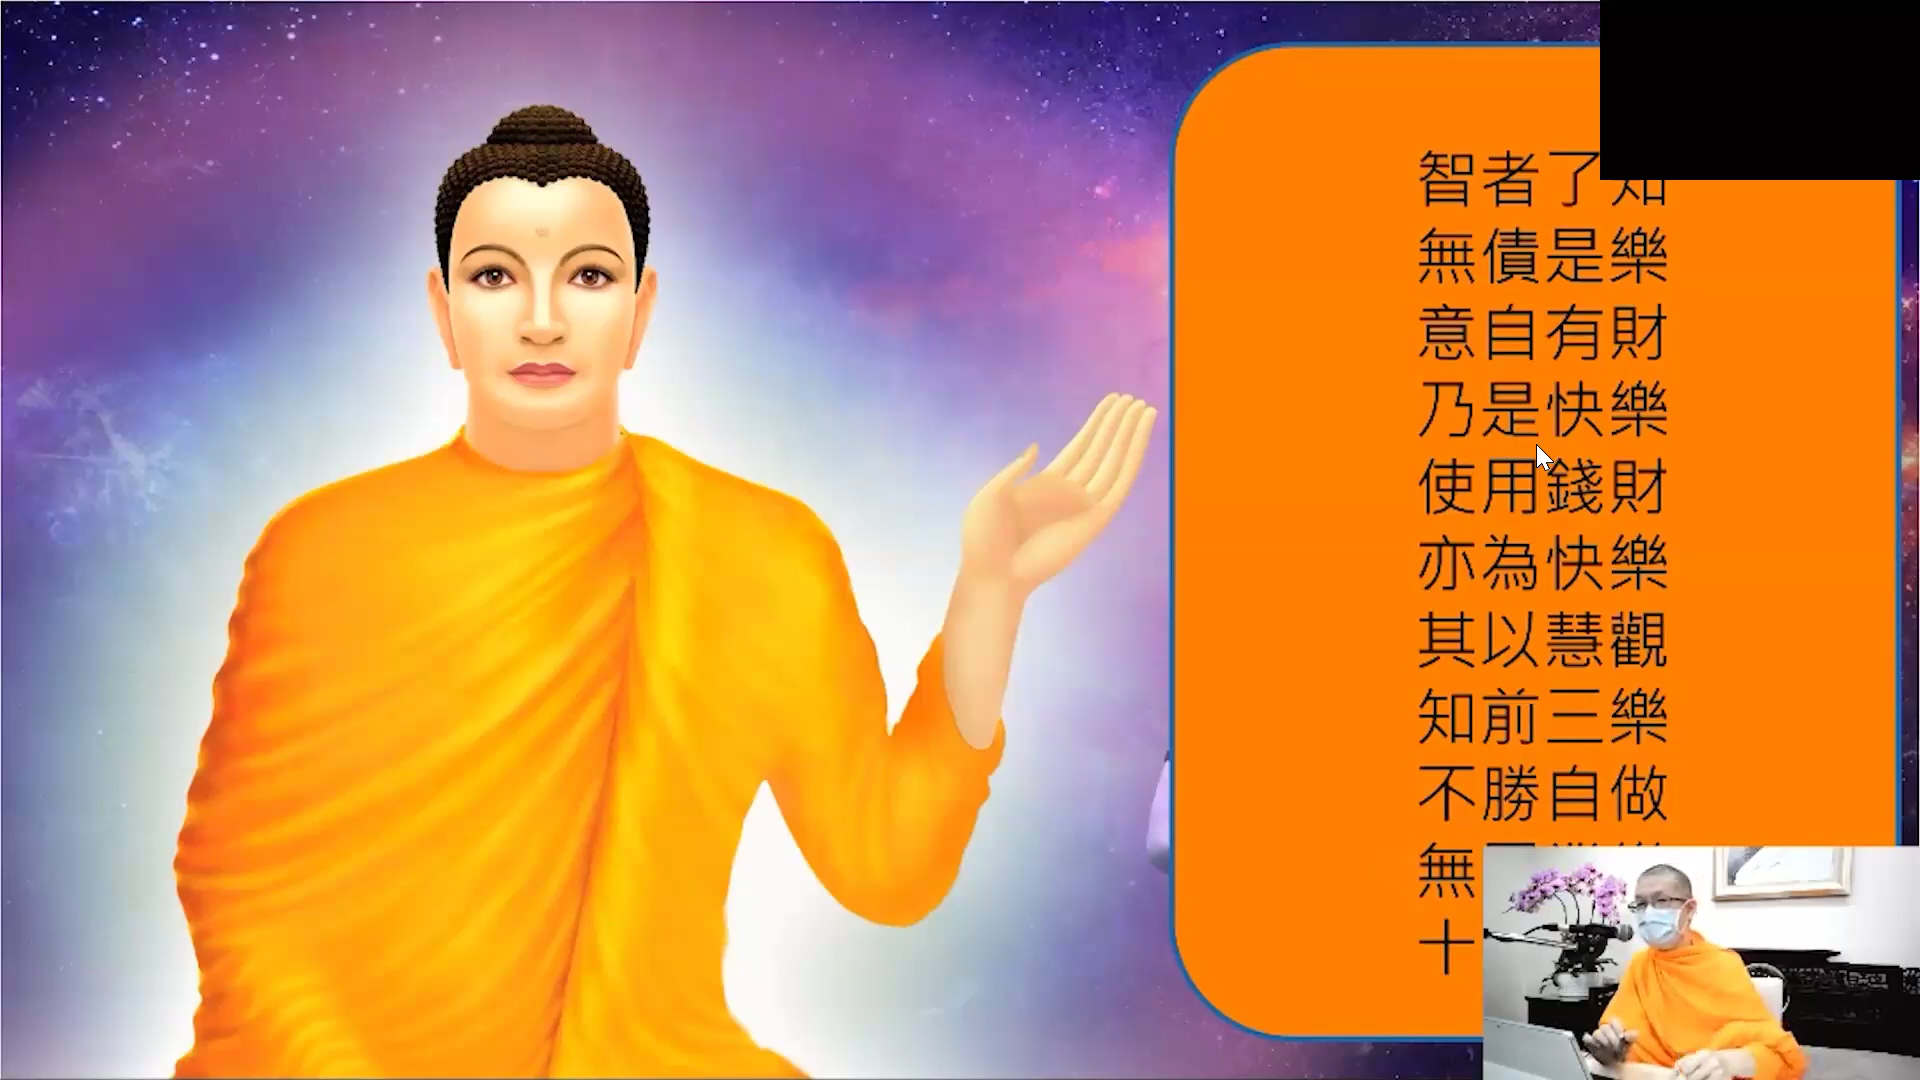 智者了知
無債是樂
意自有財
乃是快樂
使用錢財
亦為快樂
其以慧觀
知前三樂
不勝自做
無
十